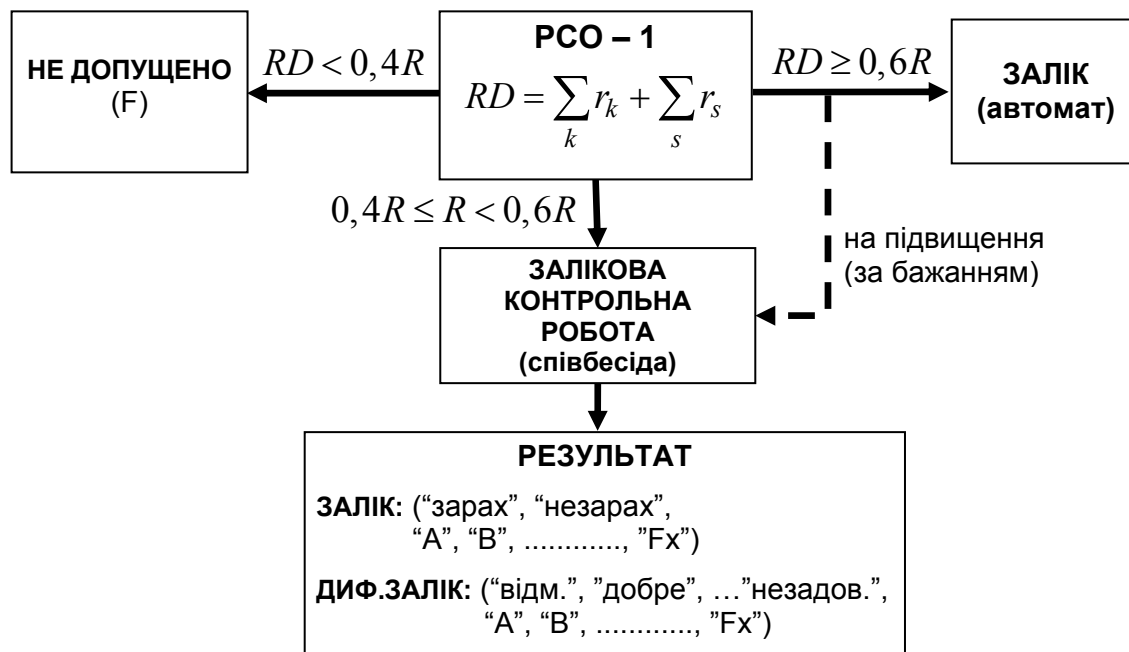 НЕ ДОПУЩЕНО
(F)
RD < 0,4R
РСО – 1
RD = ∑ r_k + ∑ r_s
k s
RD ≥ 0,6R
ЗАЛІК
(автомат)
0,4R ≤ R < 0,6R
на підвищення
(за бажанням)
ЗАЛІКОВА
КОНТРОЛЬНА
РОБОТА
(співбесіда)
РЕЗУЛЬТАТ
ЗАЛІК: (“зарах”, “незарах”,
“A”, “B”, ............, ”Fx”)
ДИФ.ЗАЛІК: (“відм.”, ”добре”, …”незадов.”,
“A”, “B”, ............, ”Fx”)